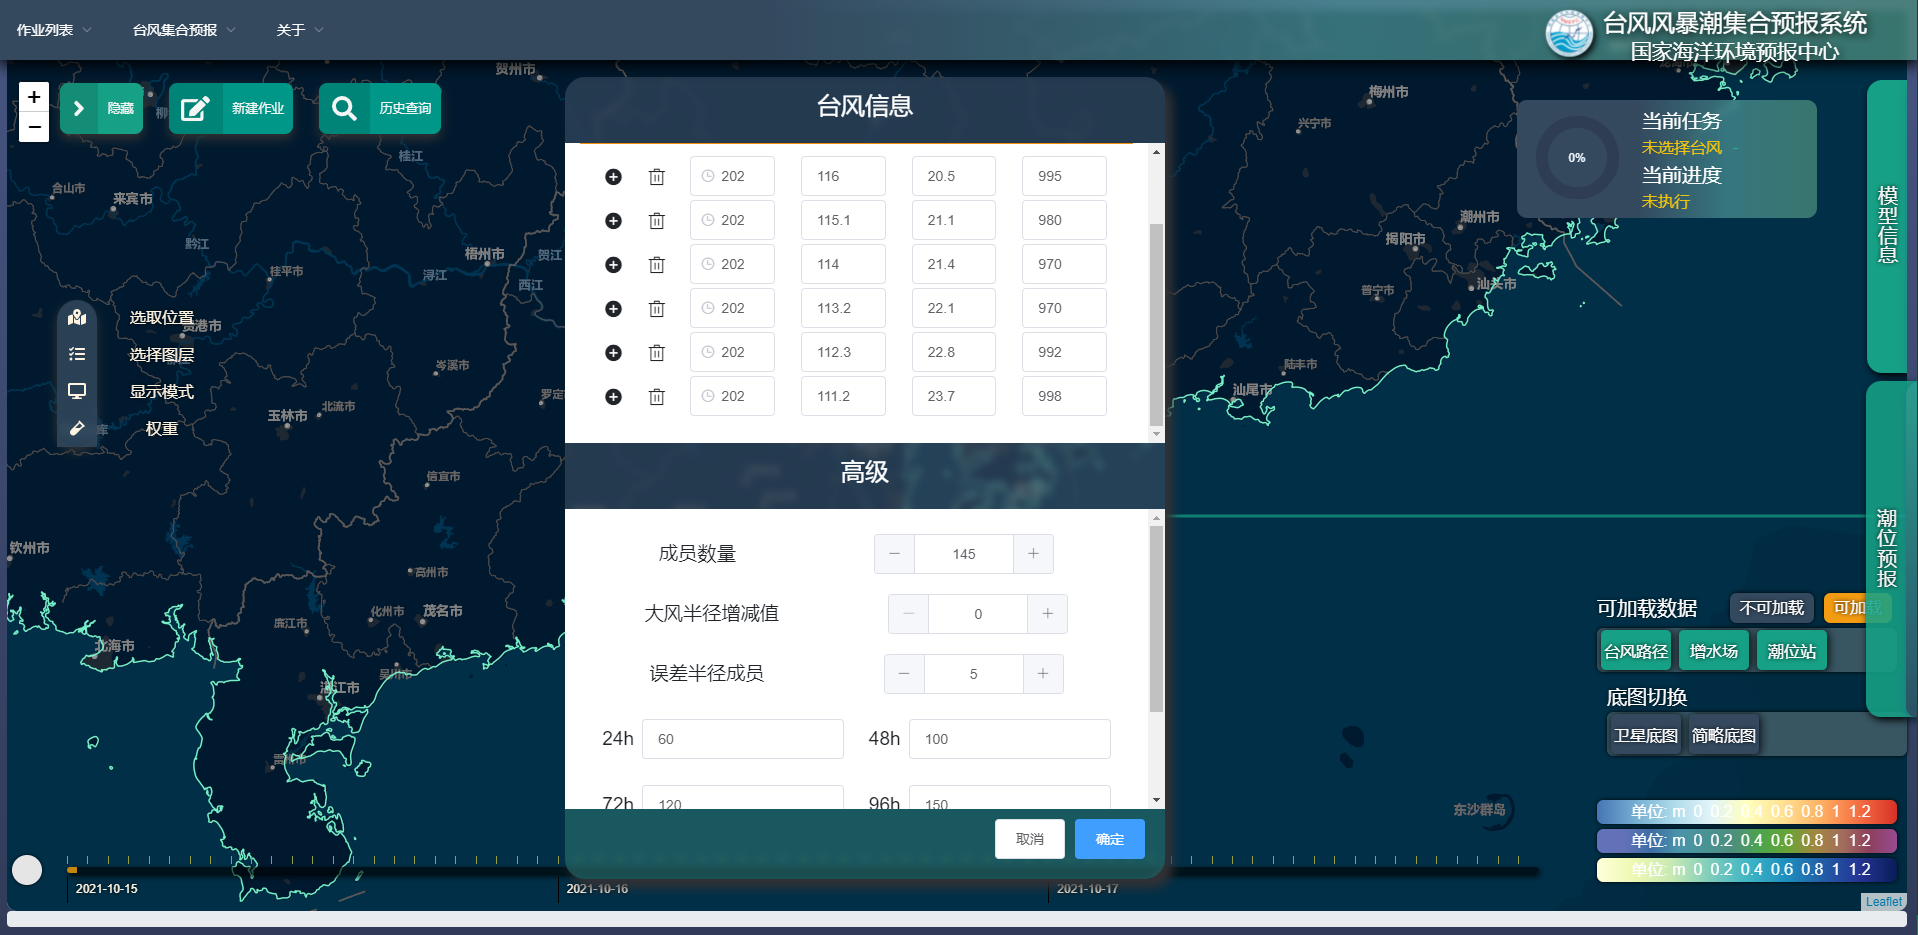 作业列表
台风集合预报
关于
台风风暴潮集合预报系统
国家海洋环境预报中心
+
−
隐藏
新建作业
历史查询
贺州市
桂江
合山市
来宾市
黔江
梧州市
贺江
桂平市
浔江
西江
选取位置
贵港市
选择图层
显示模式
权重
库
岑溪市
罗定
玉林市
北流市
信宜市
钦州市
高州市
化州市
茂名市
廉江市
北海市
吴川市
湛江市
雷州市
台风信息
202 116 20.5 995
202 115.1 21.1 980
202 114 21.4 970
202 113.2 22.1 970
202 112.3 22.8 992
202 111.2 23.7 998
高级
成员数量 145
大风半径增减值 0
误差半径成员 5
24h 60 48h 100
72h 120 96h 150
取消 确定
梅州市
兴宁市
潮州市
揭阳市
普宁市
汕头市
陆丰市
汕尾市
东沙群岛
0%
当前任务
未选择台风 -
当前进度
未执行
模型信息
潮位预报
可加载数据 不可加载 可加载
台风路径 增水场 潮位站
底图切换
卫星底图 简略底图
单位: m 0 0.2 0.4 0.6 0.8 1 1.2
单位: m 0 0.2 0.4 0.6 0.8 1 1.2
单位: m 0 0.2 0.4 0.6 0.8 1 1.2
2021-10-15
2021-10-16
2021-10-17
Leaflet